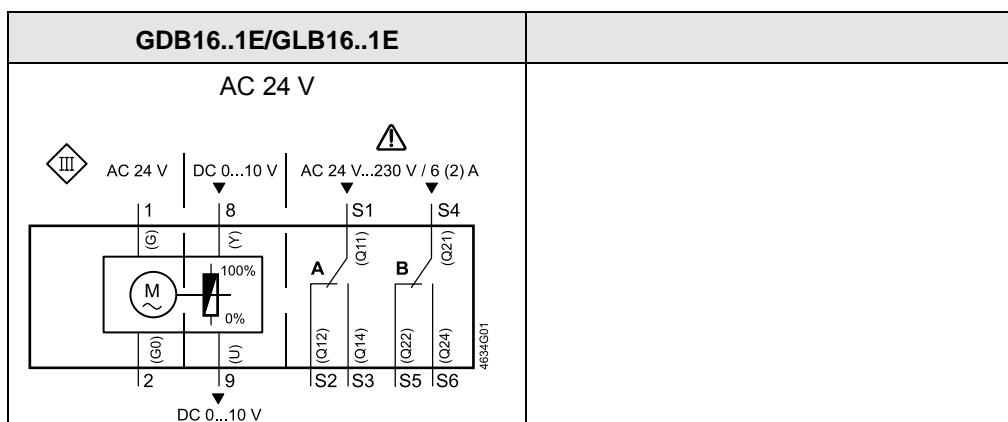 GDB16..1E/GLB16..1E
AC 24 V
III AC 24 V DC 0...10 V AC 24 V...230 V / 6 (2) A
1 8 S1 S4
(G) (Y) (Q11) (Q21)
A B
100%
M
0%
(G0) (U) (Q12) (Q14) (Q22) (Q24)
4634G01
2 9 S2 S3 S5 S6
DC 0...10 V